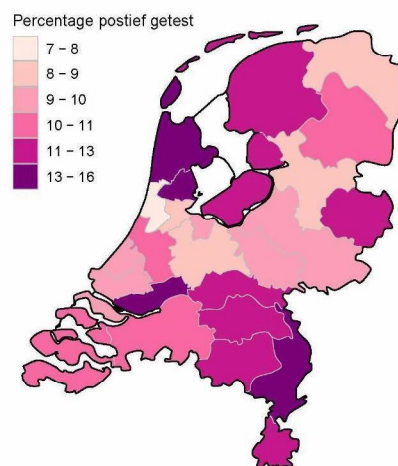 Percentage postief getest
7 – 8
8 – 9
9 – 10
10 – 11
11 – 13
13 – 16